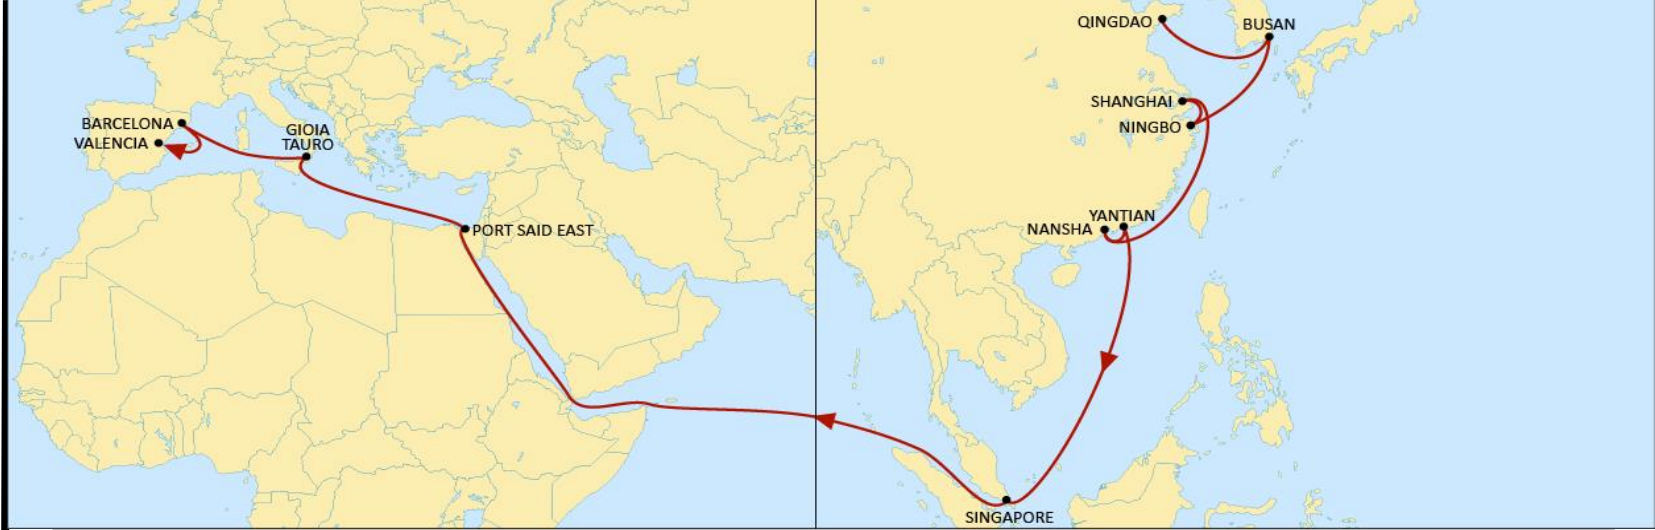 QINGDAO
BUSAN
SHANGHAI
NINGBO
BARCELONA
VALENCIA
GIOIA
TAURO
YANTIAN
NANSHA
PORT SAID EAST
SINGAPORE